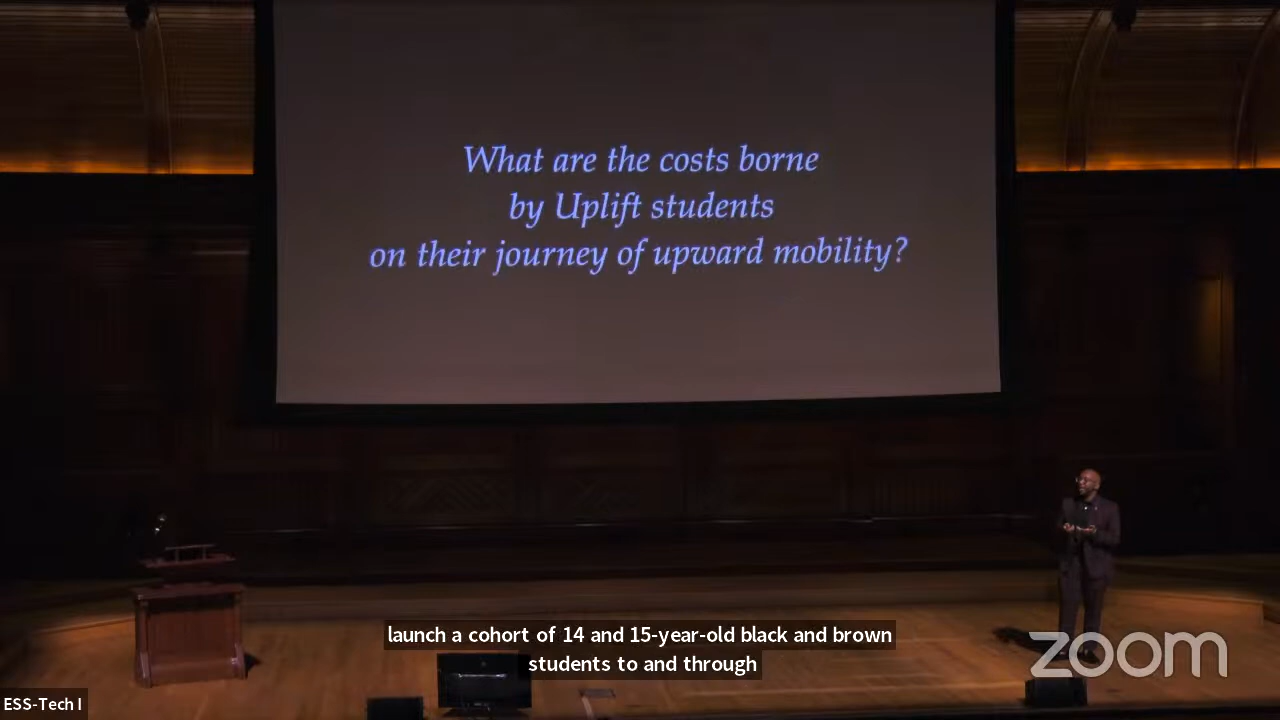 What are the costs borne
by Uplift students
on their journey of upward mobility?
launch a cohort of 14 and 15-year-old black and brown
students to and through
zoom
ESS-Tech I